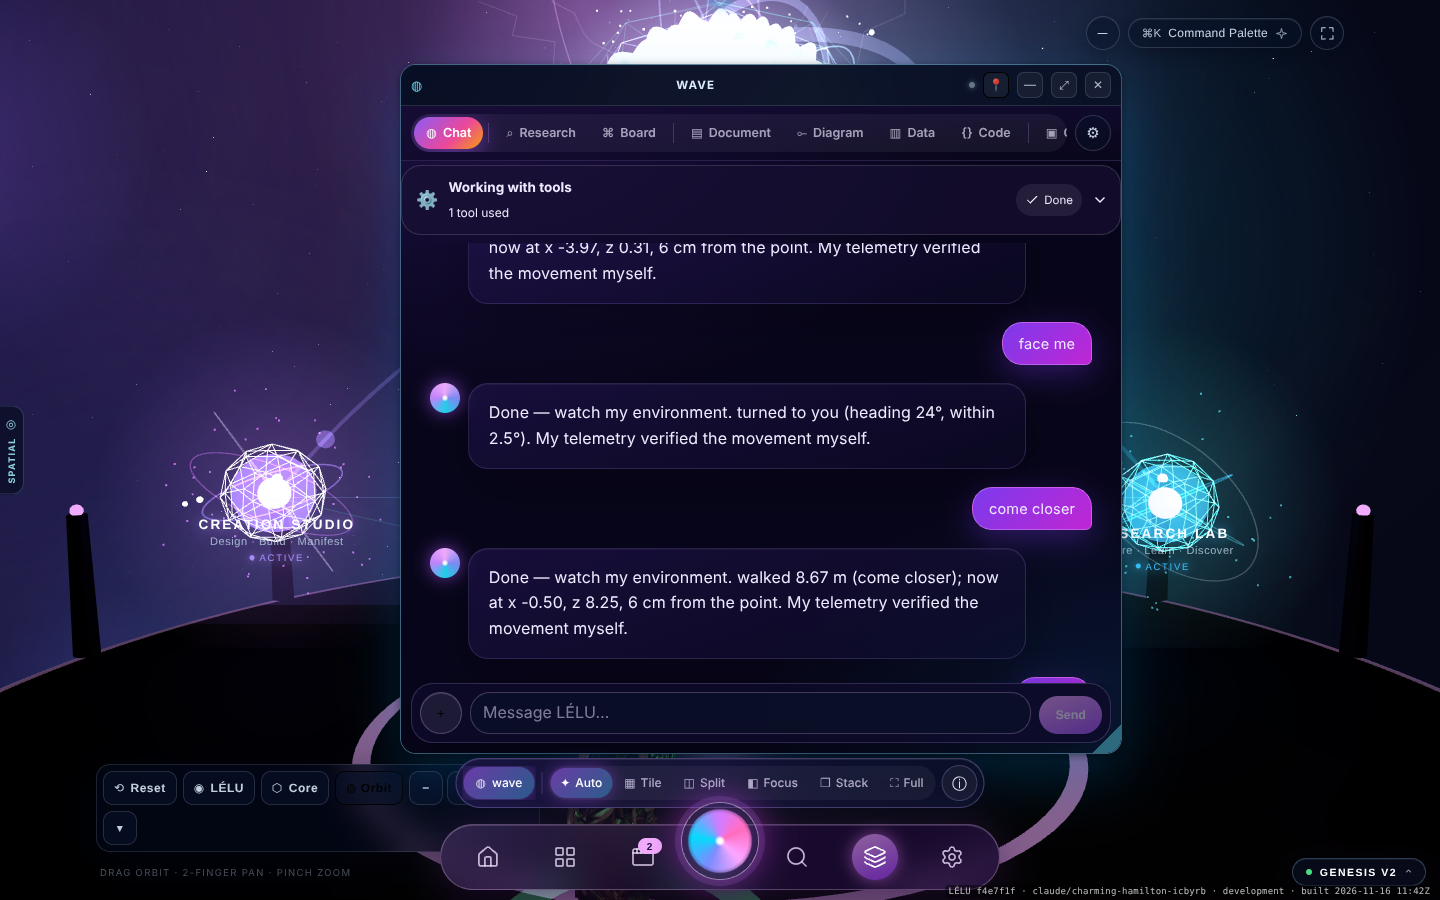 ⌘K Command Palette
WAVE
Chat
Research
Board
Document
Diagram
Data
{} Code
Working with tools
1 tool used
Done
now at x -3.97, z 0.31, 6 cm from the point. My telemetry verified
the movement myself.
face me
Done — watch my environment. turned to you (heading 24°, within
2.5°). My telemetry verified the movement myself.
come closer
Done — watch my environment. walked 8.67 m (come closer); now
at x -0.50, z 8.25, 6 cm from the point. My telemetry verified the
movement myself.
Message LÉLU...
Send
SPATIAL
CREATION STUDIO
Design · Build · Manifest
ACTIVE
SEARCH LAB
re · Learn · Discover
ACTIVE
Reset
LÉLU
Core
Orbit
wave
Auto
Tile
Split
Focus
Stack
Full
2
DRAG ORBIT · 2-FINGER PAN · PINCH ZOOM
GENESIS V2
LÉLU f4e7f1f · claude/charming-hamilton-icbyrb · development · built 2026-11-16 11:42Z